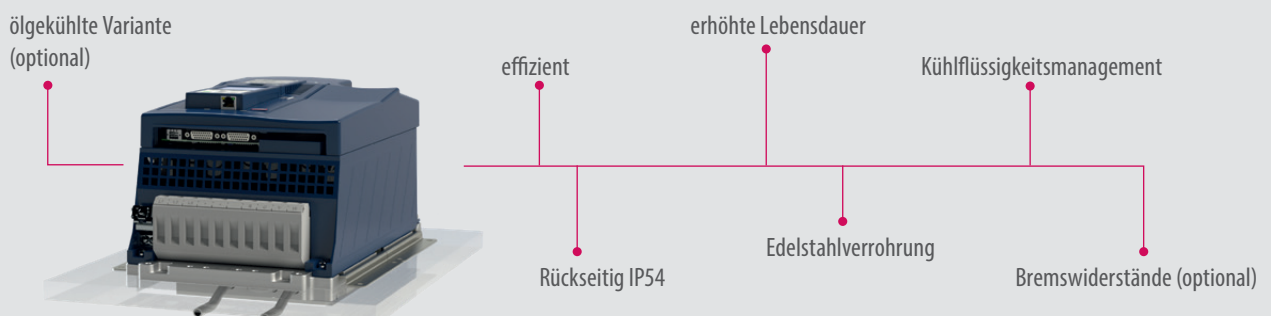 ölgekühlte Variante
(optional)
effizient
erhöhte Lebensdauer
Kühlflüssigkeitsmanagement
Rückseitig IP54
Edelstahlverrohrung
Bremswiderstände (optional)